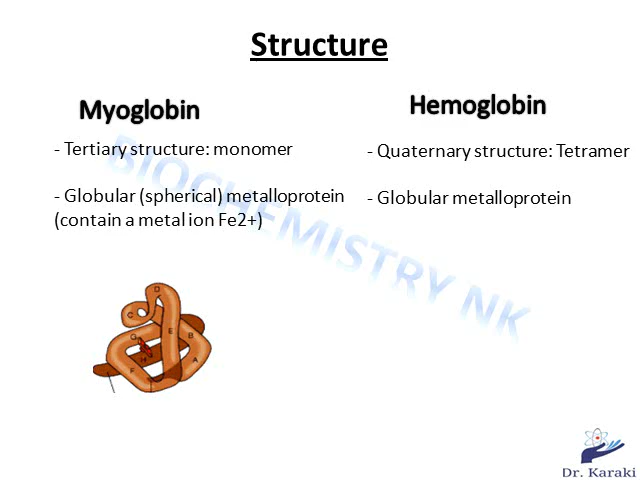 Structure
Myoglobin
- Tertiary structure: monomer
- Globular (spherical) metalloprotein
(contain a metal ion Fe2+)
Hemoglobin
- Quaternary structure: Tetramer
- Globular metalloprotein
BIOCHEMISTRY NK
D
C
G
E
B
H
A
F
Dr. Karaki